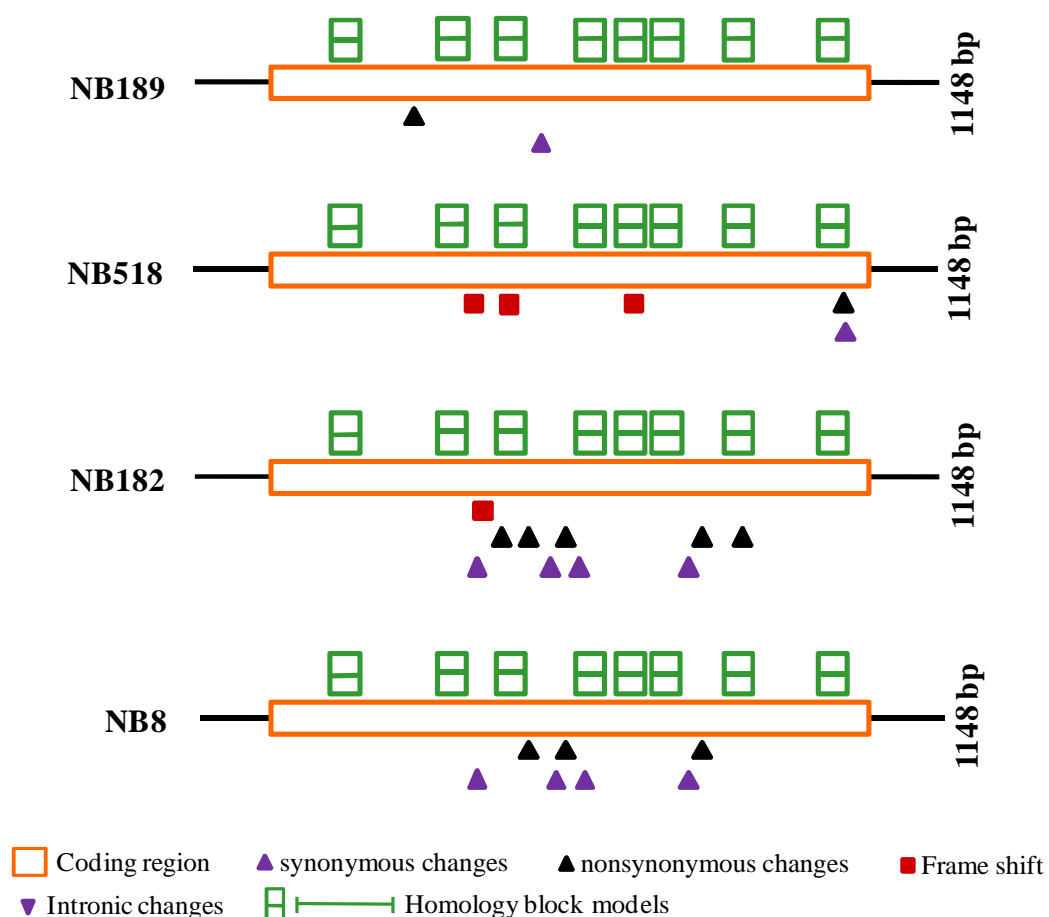 NB189
1148 bp
NB518
1148 bp
NB182
1148 bp
NB8
1148 bp
Coding region
synonymous changes
nonsynonymous changes
Frame shift
Intronic changes
Homology block models